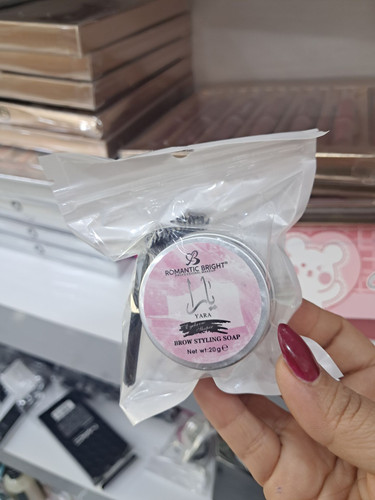 ROMANTIC BRIGHT
يارا
YARA
BROW STYLING SOAP
Net wt:20g℮